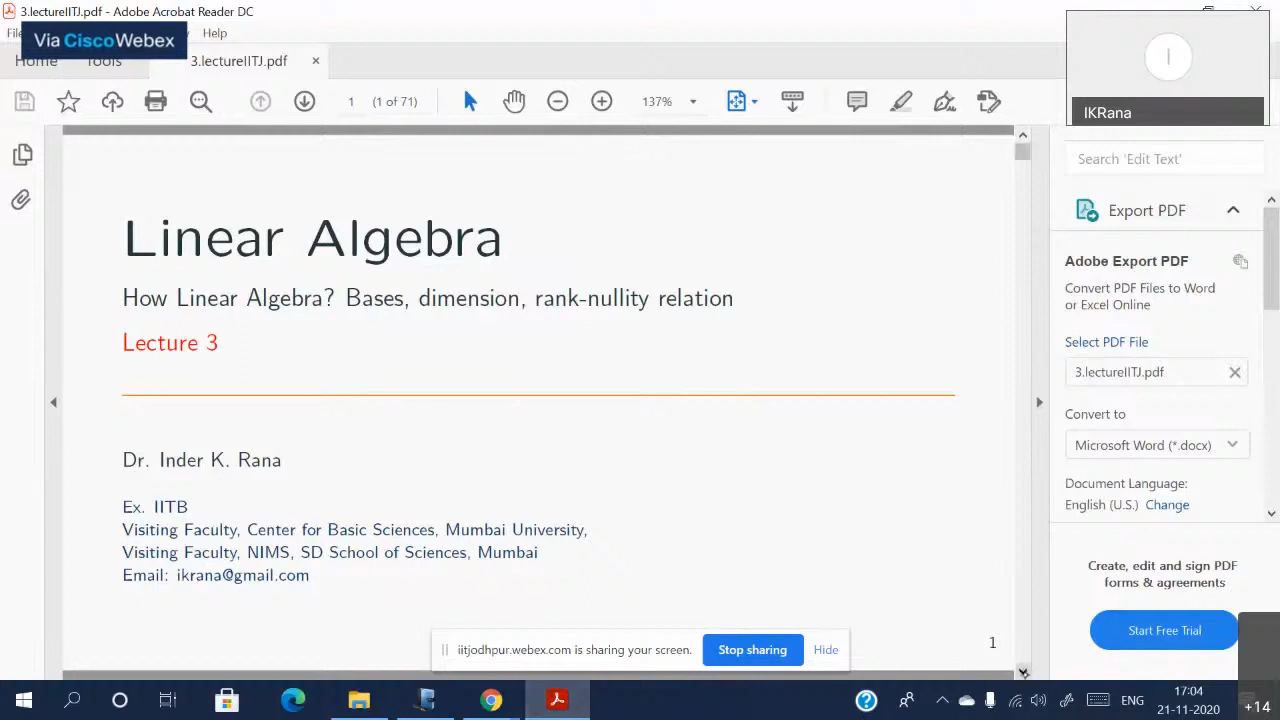 3.lectureIITJ.pdf - Adobe Acrobat Reader DC
Via CiscoWebex
Help
Home
Tools
3.lectureIITJ.pdf
1 (1 of 71)
137%
I
IKRana
Search 'Edit Text'
Export PDF
Adobe Export PDF
Convert PDF Files to Word
or Excel Online
Select PDF File
3.lectureIITJ.pdf
Convert to
Microsoft Word (*.docx)
Document Language:
English (U.S.) Change
Create, edit and sign PDF
forms & agreements
Start Free Trial
Linear Algebra
How Linear Algebra? Bases, dimension, rank-nullity relation
Lecture 3
Dr. Inder K. Rana
Ex. IITB
Visiting Faculty, Center for Basic Sciences, Mumbai University,
Visiting Faculty, NIMS, SD School of Sciences, Mumbai
Email: ikrana@gmail.com
1
iitjodhpur.webex.com is sharing your screen.
Stop sharing
Hide
ENG
17:04
21-11-2020
+14